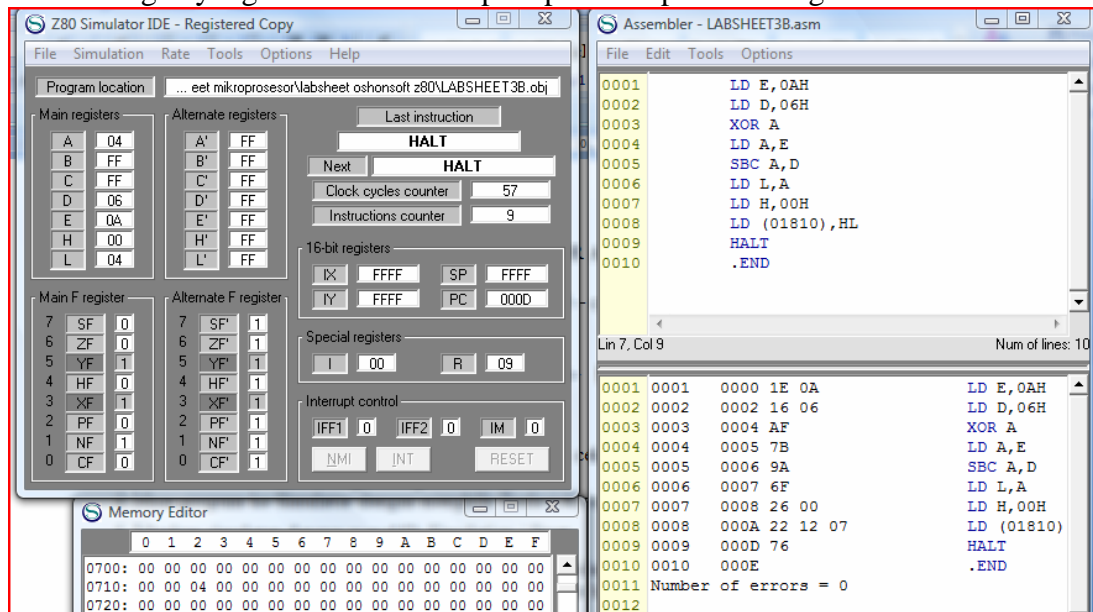 Z80 Simulator IDE - Registered Copy
File Simulation Rate Tools Options Help
Program location ... eet mikroprosesor\labsheet oshonsoft z80\LABSHEET3B.obj
Main registers
A 04
B FF
C FF
D 06
E 0A
H 00
L 04
Alternate registers
A' FF
B' FF
C' FF
D' FF
E' FF
H' FF
L' FF
Last instruction
HALT
Next HALT
Clock cycles counter 57
Instructions counter 9
16-bit registers
IX FFFF SP FFFF
IY FFFF PC 000D
Main F register
7 SF 0
6 ZF 0
5 YF 1
4 HF 0
3 XF 1
2 PF 0
1 NF 1
0 CF 0
Alternate F register
7 SF' 1
6 ZF' 1
5 YF' 1
4 HF' 1
3 XF' 1
2 PF' 1
1 NF' 1
0 CF' 1
Special registers
I 00 R 09
Interrupt control
IFF1 0 IFF2 0 IM 0
NMI INT RESET
Memory Editor
0 1 2 3 4 5 6 7 8 9 A B C D E F
0700: 00 00 00 00 00 00 00 00 00 00 00 00 00 00 00 00
0710: 00 00 04 00 00 00 00 00 00 00 00 00 00 00 00 00
0720: 00 00 00 00 00 00 00 00 00 00 00 00 00 00 00 00
Assembler - LABSHEET3B.asm
File Edit Tools Options
0001 LD E,0AH
0002 LD D,06H
0003 XOR A
0004 LD A,E
0005 SBC A,D
0006 LD L,A
0007 LD H,00H
0008 LD (01810),HL
0009 HALT
0010 .END
Lin 7, Col 9 Num of lines: 10
0001 0001 0000 1E 0A LD E,0AH
0002 0002 0002 16 06 LD D,06H
0003 0003 0004 AF XOR A
0004 0004 0005 7B LD A,E
0005 0005 0006 9A SBC A,D
0006 0006 0007 6F LD L,A
0007 0007 0008 26 00 LD H,00H
0008 0008 000A 22 12 07 LD (01810)
0009 0009 000D 76 HALT
0010 0010 000E .END
0011 Number of errors = 0
0012